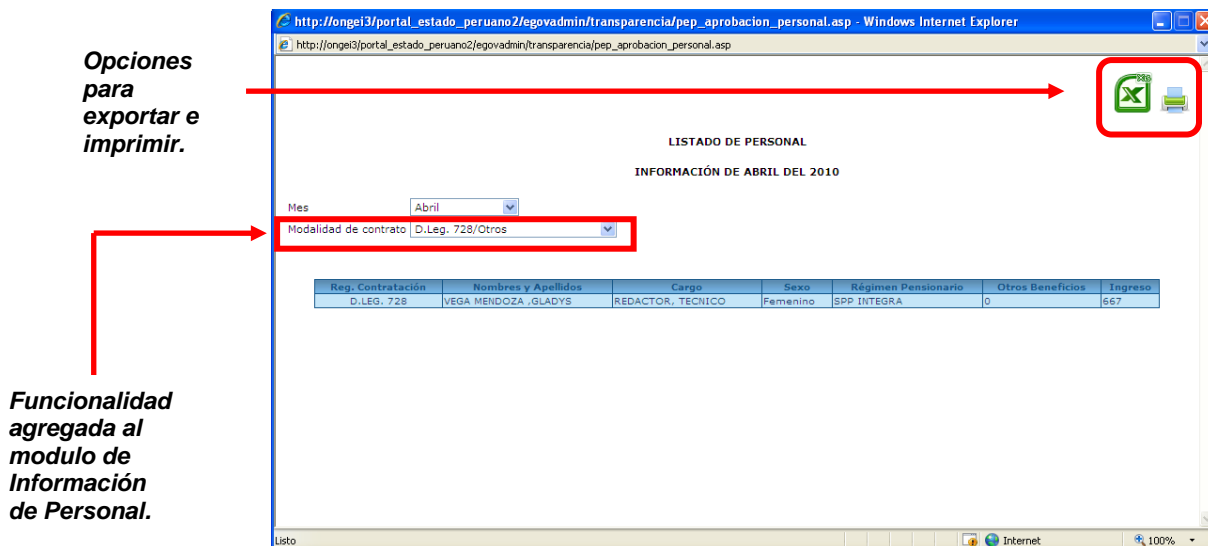 http://ongei3/portal_estado_peruano2/egovadmin/transparencia/pep_aprobacion_personal.asp - Windows Internet Explorer
http://ongei3/portal_estado_peruano2/egovadmin/transparencia/pep_aprobacion_personal.asp
Opciones
para
exportar e
imprimir.
LISTADO DE PERSONAL
INFORMACIÓN DE ABRIL DEL 2010
Mes Abril
Modalidad de contrato D.Leg. 728/Otros
Reg. Contratación Nombres y Apellidos Cargo Sexo Régimen Pensionario Otros Beneficios Ingreso
D.LEG. 728 VEGA MENDOZA ,GLADYS REDACTOR, TECNICO Femenino SPP INTEGRA 0 667
Funcionalidad
agregada al
modulo de
Información
de Personal.
Listo Internet 100%